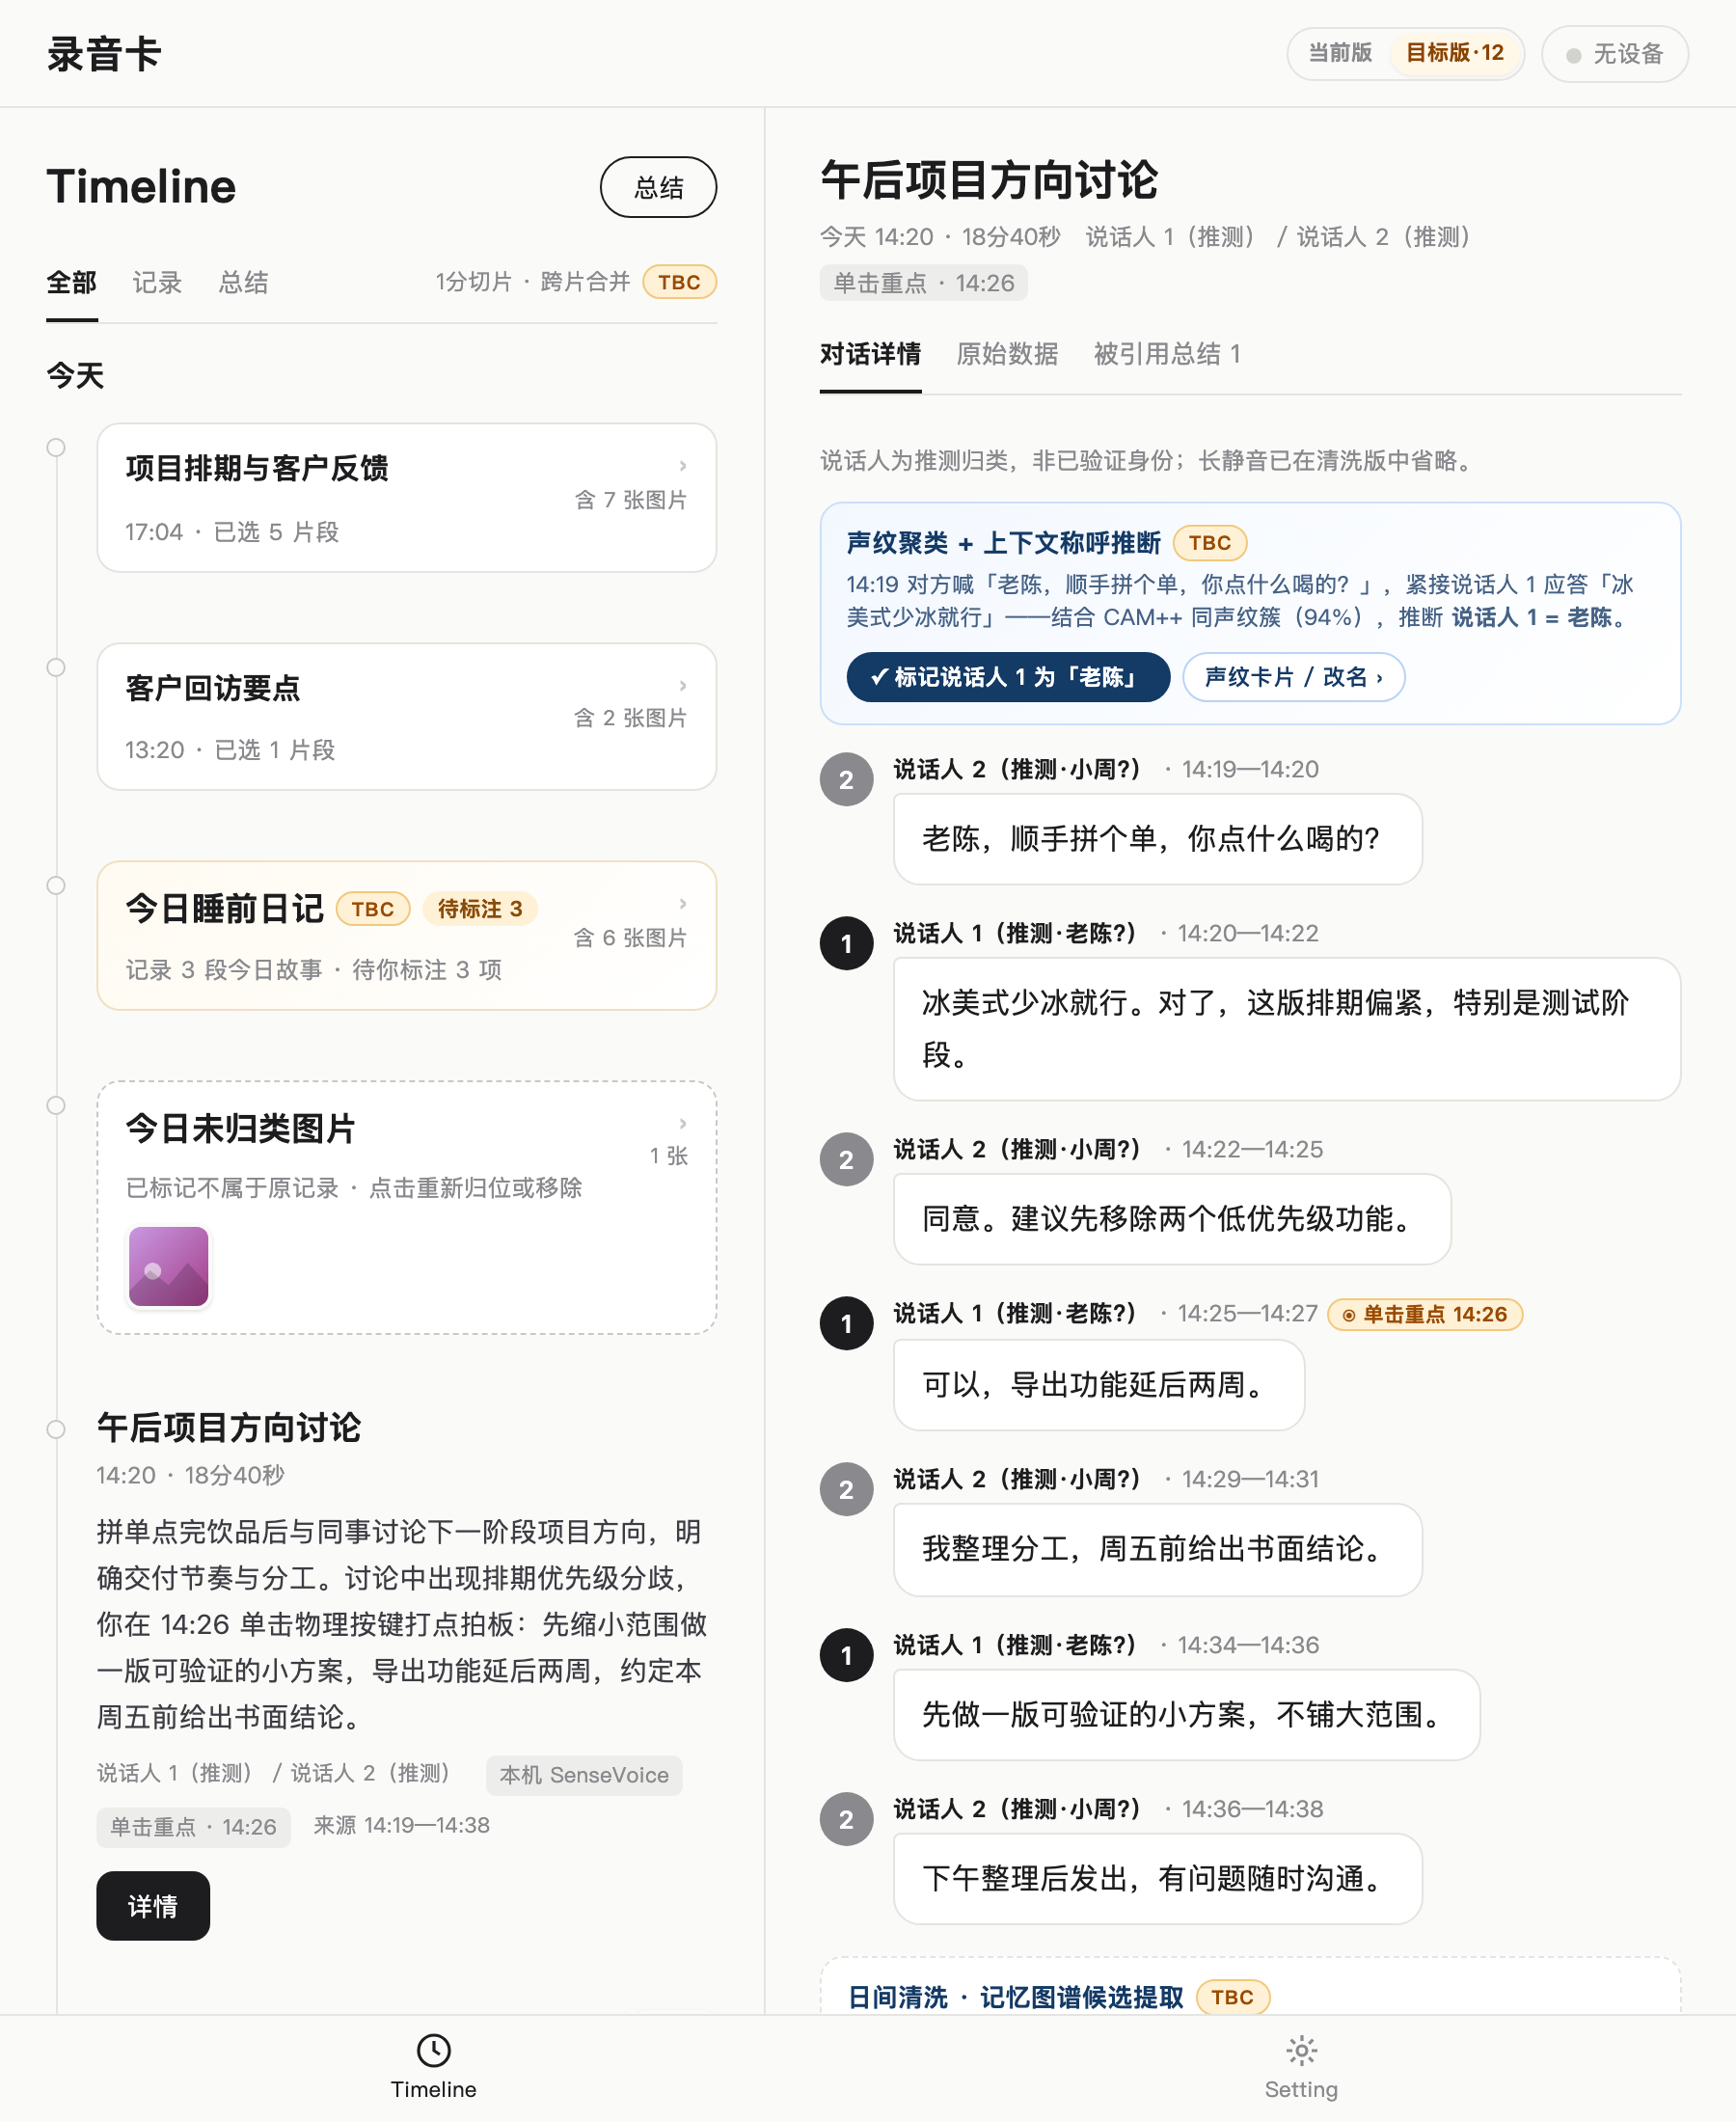 录音卡
当前版 目标版·12 无设备
Timeline 总结
全部 记录 总结 1分切片 · 跨片合并 TBC
今天
项目排期与客户反馈 ›
含 7 张图片
17:04 · 已选 5 片段
客户回访要点 ›
含 2 张图片
13:20 · 已选 1 片段
今日睡前日记 TBC 待标注 3 ›
含 6 张图片
记录 3 段今日故事 · 待你标注 3 项
今日未归类图片 ›
1 张
已标记不属于原记录 · 点击重新归位或移除
午后项目方向讨论
14:20 · 18分40秒
拼单点完饮品后与同事讨论下一阶段项目方向，明
确交付节奏与分工。讨论中出现排期优先级分歧，
你在 14:26 单击物理按键打点拍板：先缩小范围做
一版可验证的小方案，导出功能延后两周，约定本
周五前给出书面结论。
说话人 1（推测） / 说话人 2（推测） 本机 SenseVoice
单击重点 · 14:26 来源 14:19—14:38
详情
午后项目方向讨论
今天 14:20 · 18分40秒 说话人 1（推测） / 说话人 2（推测）
单击重点 · 14:26
对话详情 原始数据 被引用总结 1
说话人为推测归类，非已验证身份；长静音已在清洗版中省略。
声纹聚类 + 上下文称呼推断 TBC
14:19 对方喊「老陈，顺手拼个单，你点什么喝的？」，紧接说话人 1 应答「冰
美式少冰就行」——结合 CAM++ 同声纹簇（94%），推断 说话人 1 = 老陈。
✓ 标记说话人 1 为「老陈」 声纹卡片 / 改名 ›
2 说话人 2（推测·小周?） · 14:19—14:20
老陈，顺手拼个单，你点什么喝的？
1 说话人 1（推测·老陈?） · 14:20—14:22
冰美式少冰就行。对了，这版排期偏紧，特别是测试阶
段。
2 说话人 2（推测·小周?） · 14:22—14:25
同意。建议先移除两个低优先级功能。
1 说话人 1（推测·老陈?） · 14:25—14:27 ◉ 单击重点 14:26
可以，导出功能延后两周。
2 说话人 2（推测·小周?） · 14:29—14:31
我整理分工，周五前给出书面结论。
1 说话人 1（推测·老陈?） · 14:34—14:36
先做一版可验证的小方案，不铺大范围。
2 说话人 2（推测·小周?） · 14:36—14:38
下午整理后发出，有问题随时沟通。
日间清洗 · 记忆图谱候选提取 TBC
Timeline Setting